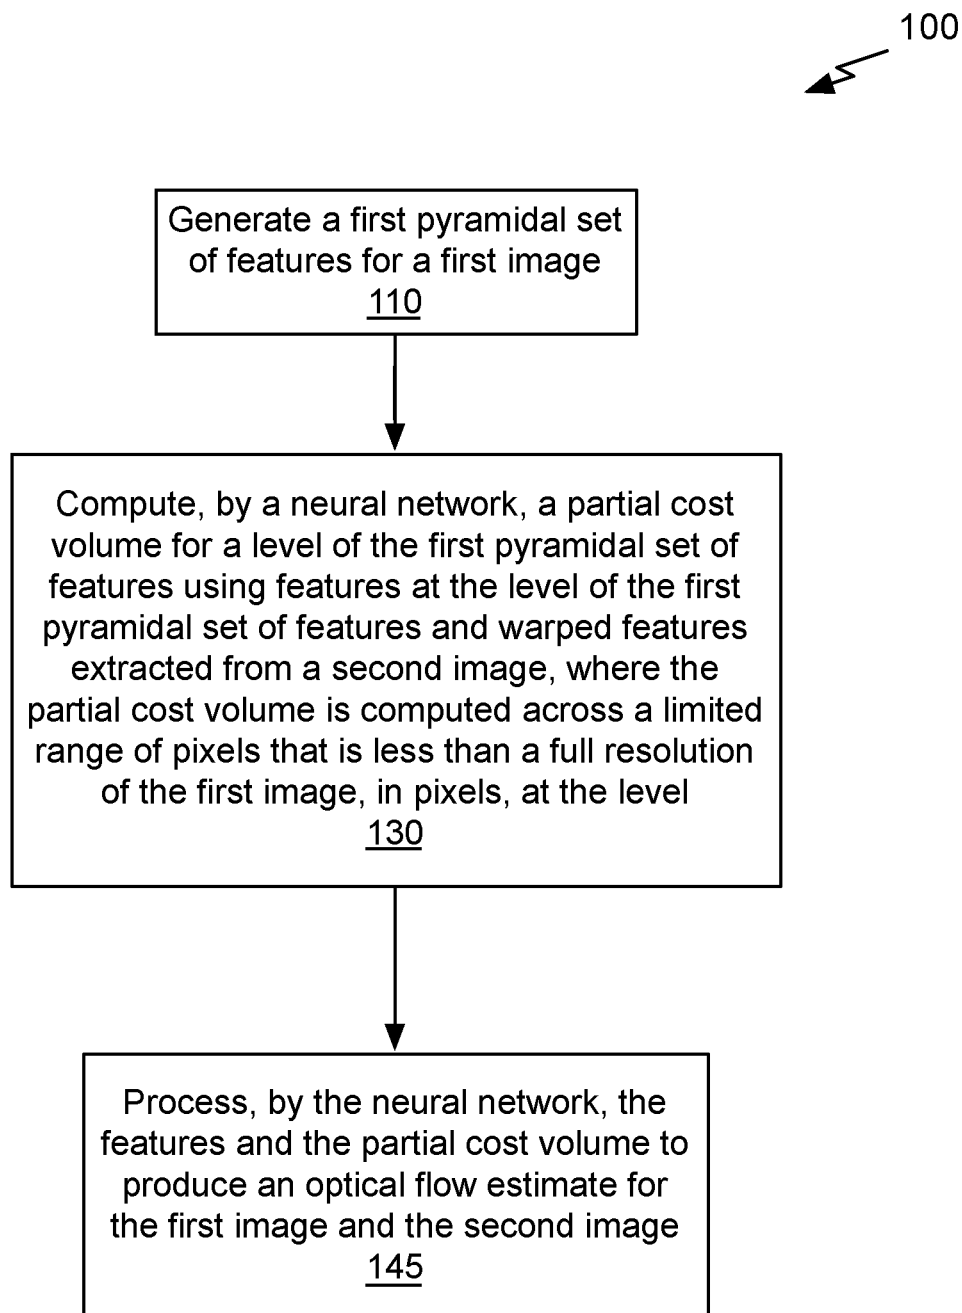 100
Generate a first pyramidal set
of features for a first image
110
Compute, by a neural network, a partial cost
volume for a level of the first pyramidal set of
features using features at the level of the first
pyramidal set of features and warped features
extracted from a second image, where the
partial cost volume is computed across a limited
range of pixels that is less than a full resolution
of the first image, in pixels, at the level
130
Process, by the neural network, the
features and the partial cost volume to
produce an optical flow estimate for
the first image and the second image
145